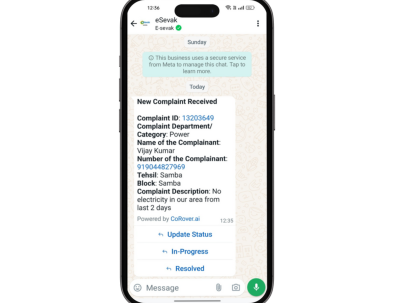 12:36
eSevak
E-sevak
Sunday
This business uses a secure service
from Meta to manage this chat. Tap to
learn more.
Today
New Complaint Received
Complaint ID: 13203649
Complaint Department/
Category: Power
Name of the Complainant:
Vijay Kumar
Number of the Complainant:
919044827969
Tehsil: Samba
Block: Samba
Complaint Description: No
electricity in our area from
last 2 days
Powered by CoRover.ai
12:35
Update Status
In-Progress
Resolved
Message